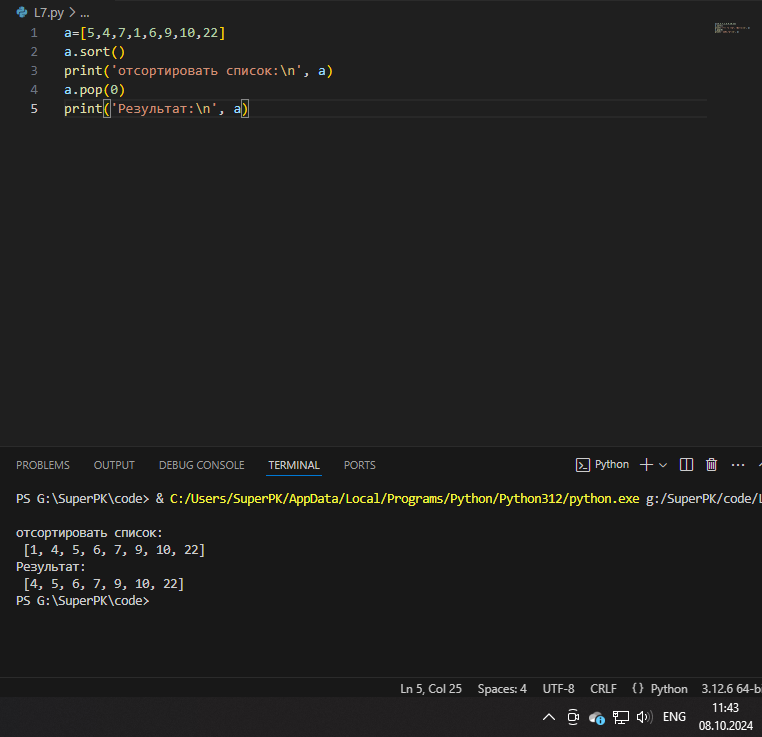 L7.py > ...
1 a=[5,4,7,1,6,9,10,22]
2 a.sort()
3 print('отсортировать список:\n', a)
4 a.pop(0)
5 print('Результат:\n', a)
PROBLEMS OUTPUT DEBUG CONSOLE TERMINAL PORTS Python ...
PS G:\SuperPK\code> & C:/Users/SuperPK/AppData/Local/Programs/Python/Python312/python.exe g:/SuperPK/code/L
отсортировать список:
[1, 4, 5, 6, 7, 9, 10, 22]
Результат:
[4, 5, 6, 7, 9, 10, 22]
PS G:\SuperPK\code>
Ln 5, Col 25 Spaces: 4 UTF-8 CRLF {} Python 3.12.6 64-b
ENG 11:43
08.10.2024